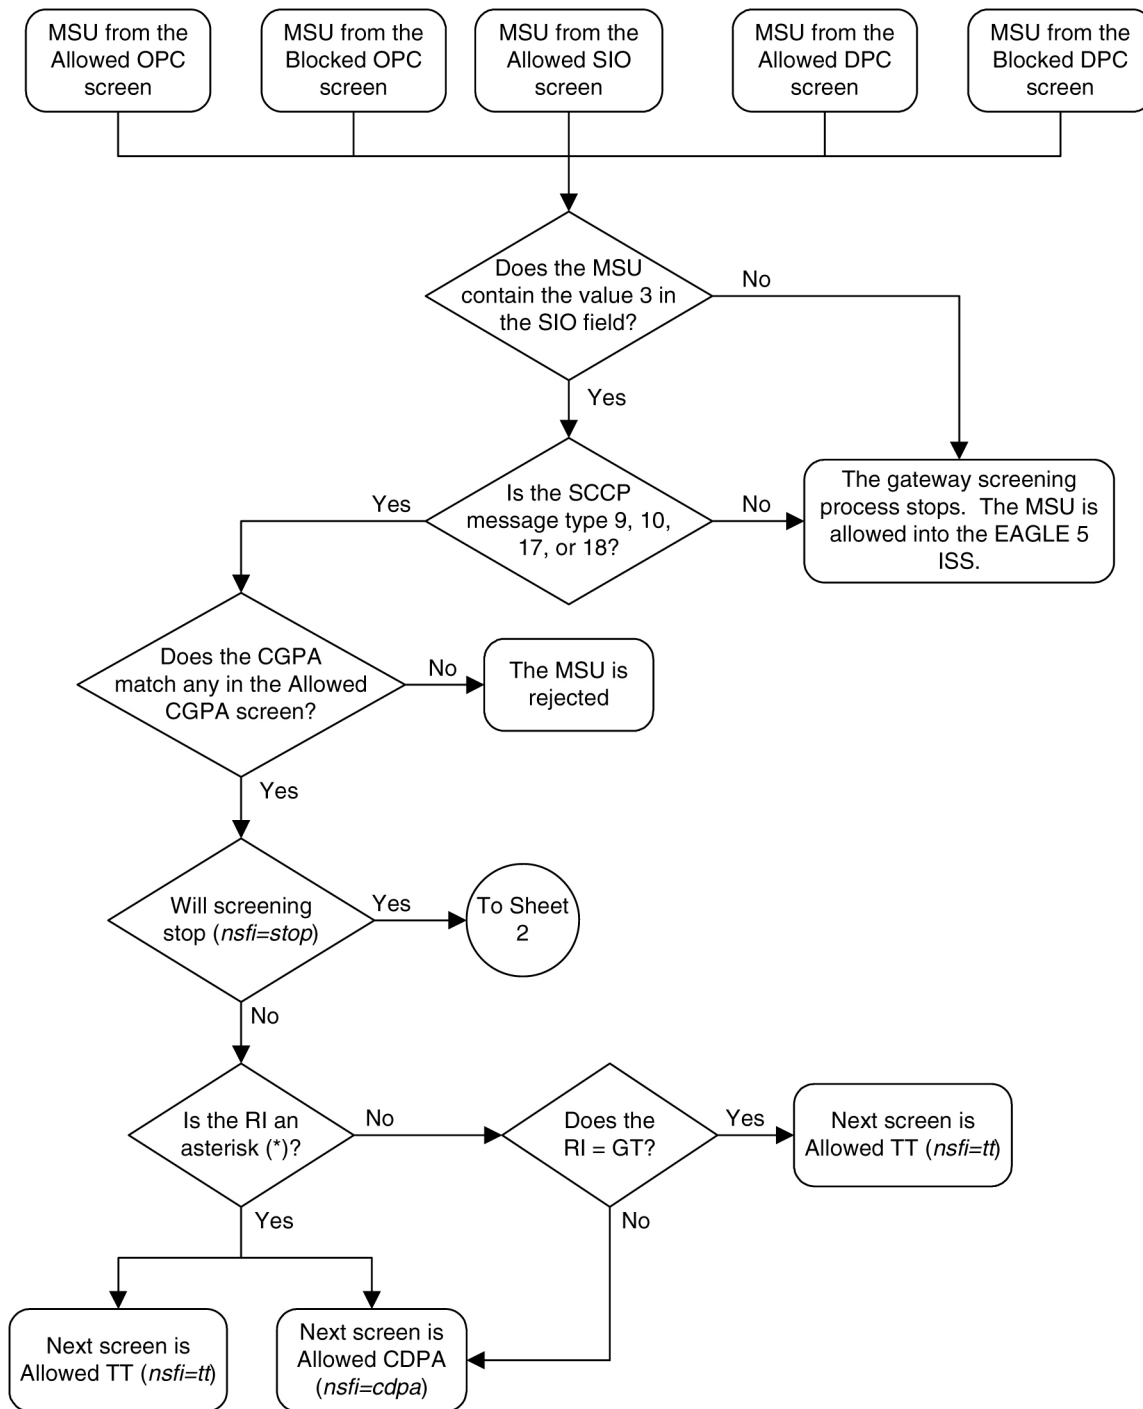 MSU from the
Allowed OPC
screen
MSU from the
Blocked OPC
screen
MSU from the
Allowed SIO
screen
MSU from the
Allowed DPC
screen
MSU from the
Blocked DPC
screen
Does the MSU
contain the value 3 in
the SIO field?
No
Yes
Is the SCCP
message type 9, 10,
17, or 18?
Yes
No
The gateway screening
process stops.  The MSU is
allowed into the EAGLE 5
ISS.
Does the CGPA
match any in the Allowed
CGPA screen?
No
The MSU is
rejected
Yes
Will screening
stop (nsfi=stop)
Yes
To Sheet
2
No
Is the RI an
asterisk (*)?
No
Does the
RI = GT?
Yes
Next screen is
Allowed TT (nsfi=tt)
Yes
No
Next screen is
Allowed TT (nsfi=tt)
Next screen is
Allowed CDPA
(nsfi=cdpa)